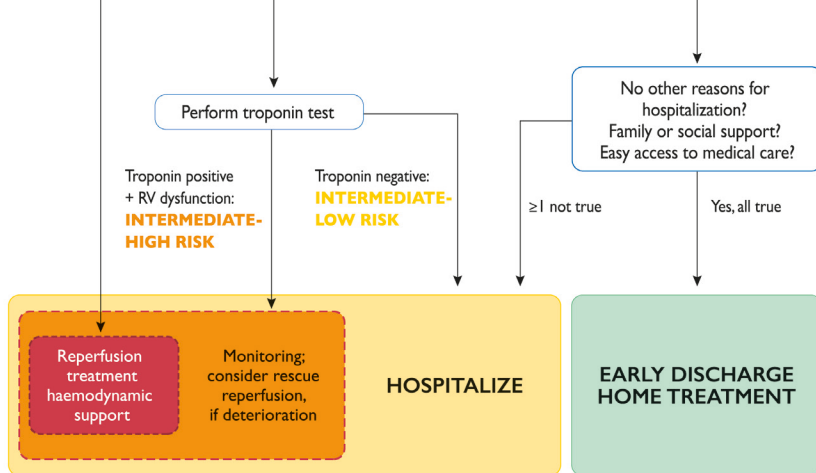 Perform troponin test
No other reasons for
hospitalization?
Family or social support?
Easy access to medical care?
Troponin positive
+ RV dysfunction:
INTERMEDIATE-
HIGH RISK
Troponin negative:
INTERMEDIATE-
LOW RISK
≥1 not true
Yes, all true
Reperfusion
treatment
haemodynamic
support
Monitoring;
consider rescue
reperfusion,
if deterioration
HOSPITALIZE
EARLY DISCHARGE
HOME TREATMENT